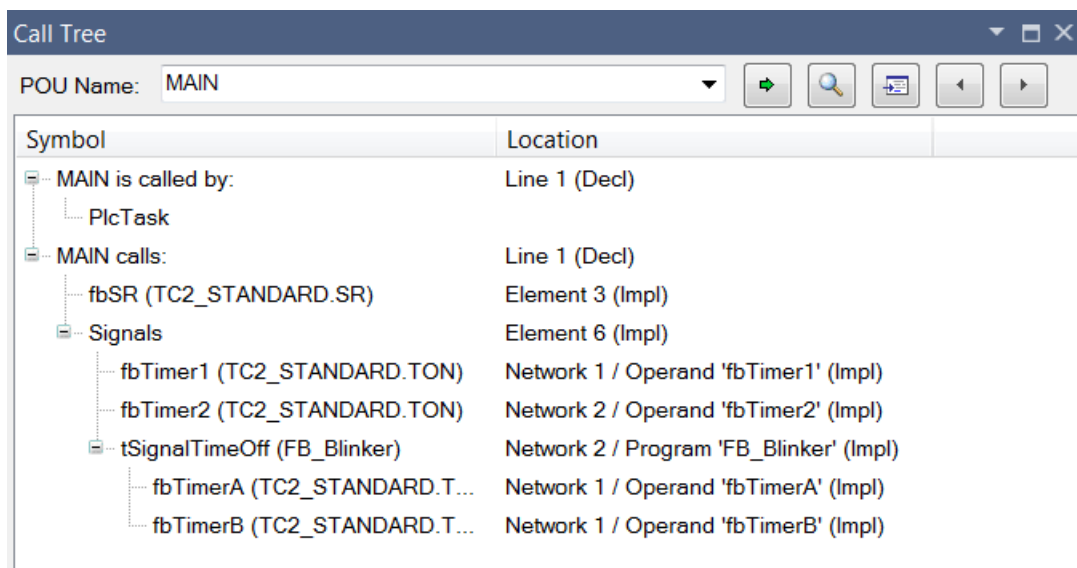 Call Tree
POU Name: MAIN
Symbol Location
MAIN is called by: Line 1 (Decl)
PlcTask
MAIN calls: Line 1 (Decl)
fbSR (TC2_STANDARD.SR) Element 3 (Impl)
Signals Element 6 (Impl)
fbTimer1 (TC2_STANDARD.TON) Network 1 / Operand 'fbTimer1' (Impl)
fbTimer2 (TC2_STANDARD.TON) Network 2 / Operand 'fbTimer2' (Impl)
tSignalTimeOff (FB_Blinker) Network 2 / Program 'FB_Blinker' (Impl)
fbTimerA (TC2_STANDARD.T... Network 1 / Operand 'fbTimerA' (Impl)
fbTimerB (TC2_STANDARD.T... Network 1 / Operand 'fbTimerB' (Impl)